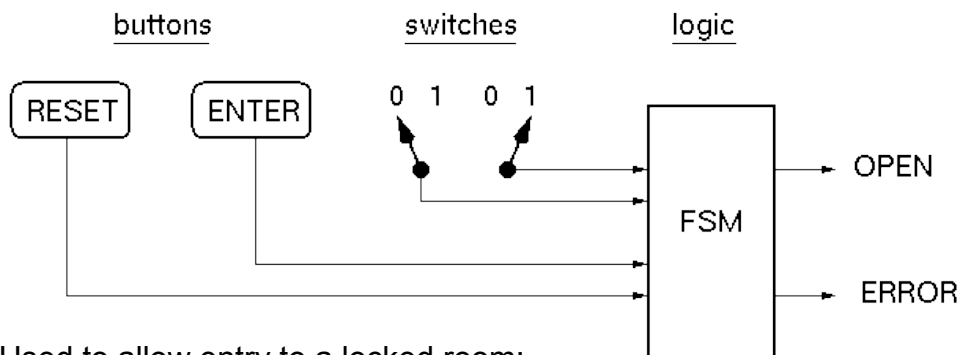 buttons switches logic
RESET ENTER 0 1 0 1
OPEN
FSM
ERROR
Used to allow entry to a locked room: